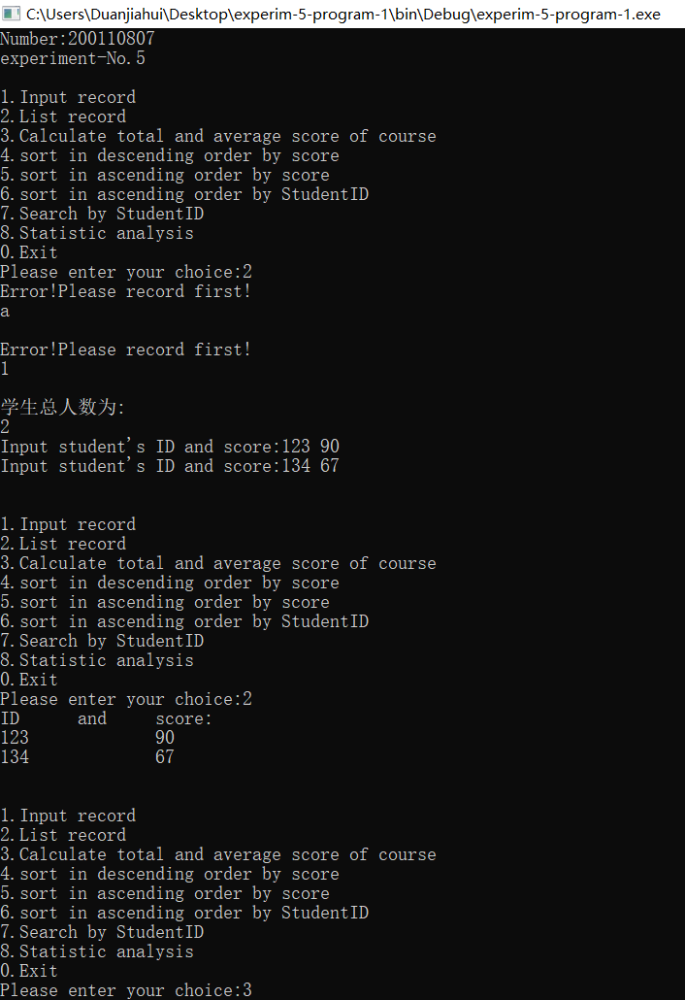 C:\Users\Duanjiahui\Desktop\experim-5-program-1\bin\Debug\experim-5-program-1.exe
Number:200110807
experiment-No.5
1.Input record
2.List record
3.Calculate total and average score of course
4.sort in descending order by score
5.sort in ascending order by score
6.sort in ascending order by StudentID
7.Search by StudentID
8.Statistic analysis
0.Exit
Please enter your choice:2
Error!Please record first!
a
Error!Please record first!
1
学生总人数为:
2
Input student's ID and score:123 90
Input student's ID and score:134 67
1.Input record
2.List record
3.Calculate total and average score of course
4.sort in descending order by score
5.sort in ascending order by score
6.sort in ascending order by StudentID
7.Search by StudentID
8.Statistic analysis
0.Exit
Please enter your choice:2
ID      and     score:
123             90
134             67
1.Input record
2.List record
3.Calculate total and average score of course
4.sort in descending order by score
5.sort in ascending order by score
6.sort in ascending order by StudentID
7.Search by StudentID
8.Statistic analysis
0.Exit
Please enter your choice:3